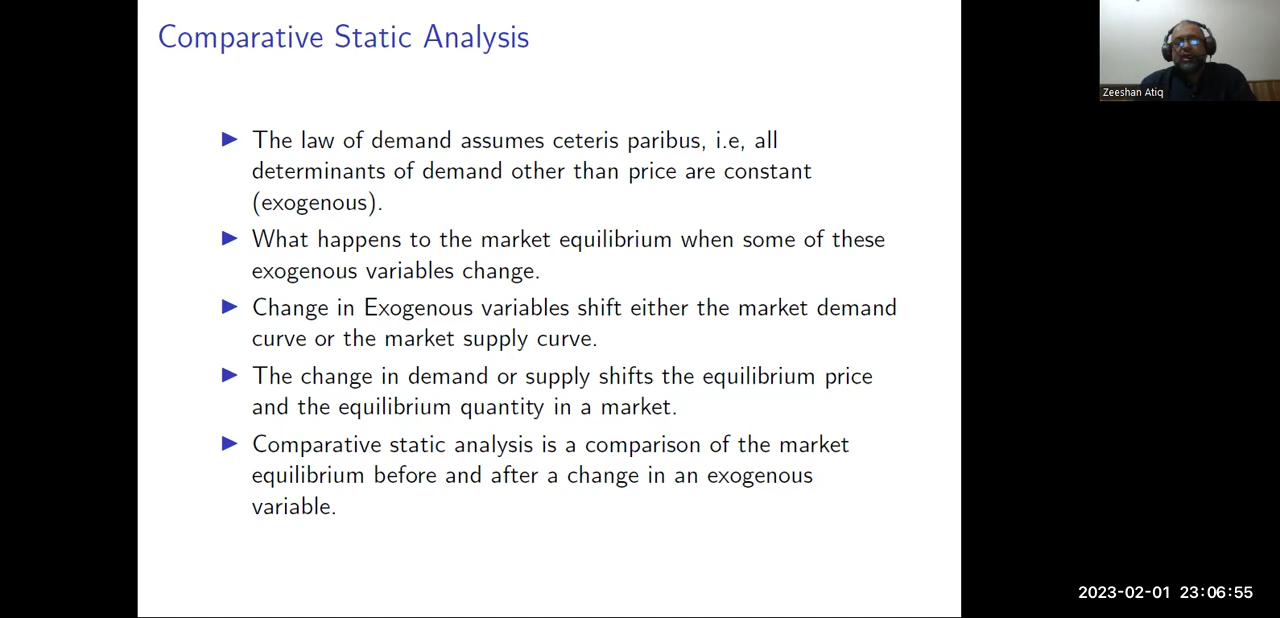 Comparative Static Analysis
The law of demand assumes ceteris paribus, i.e, all
determinants of demand other than price are constant
(exogenous).
What happens to the market equilibrium when some of these
exogenous variables change.
Change in Exogenous variables shift either the market demand
curve or the market supply curve.
The change in demand or supply shifts the equilibrium price
and the equilibrium quantity in a market.
Comparative static analysis is a comparison of the market
equilibrium before and after a change in an exogenous
variable.
Zeeshan Atiq
2023-02-01 23:06:55